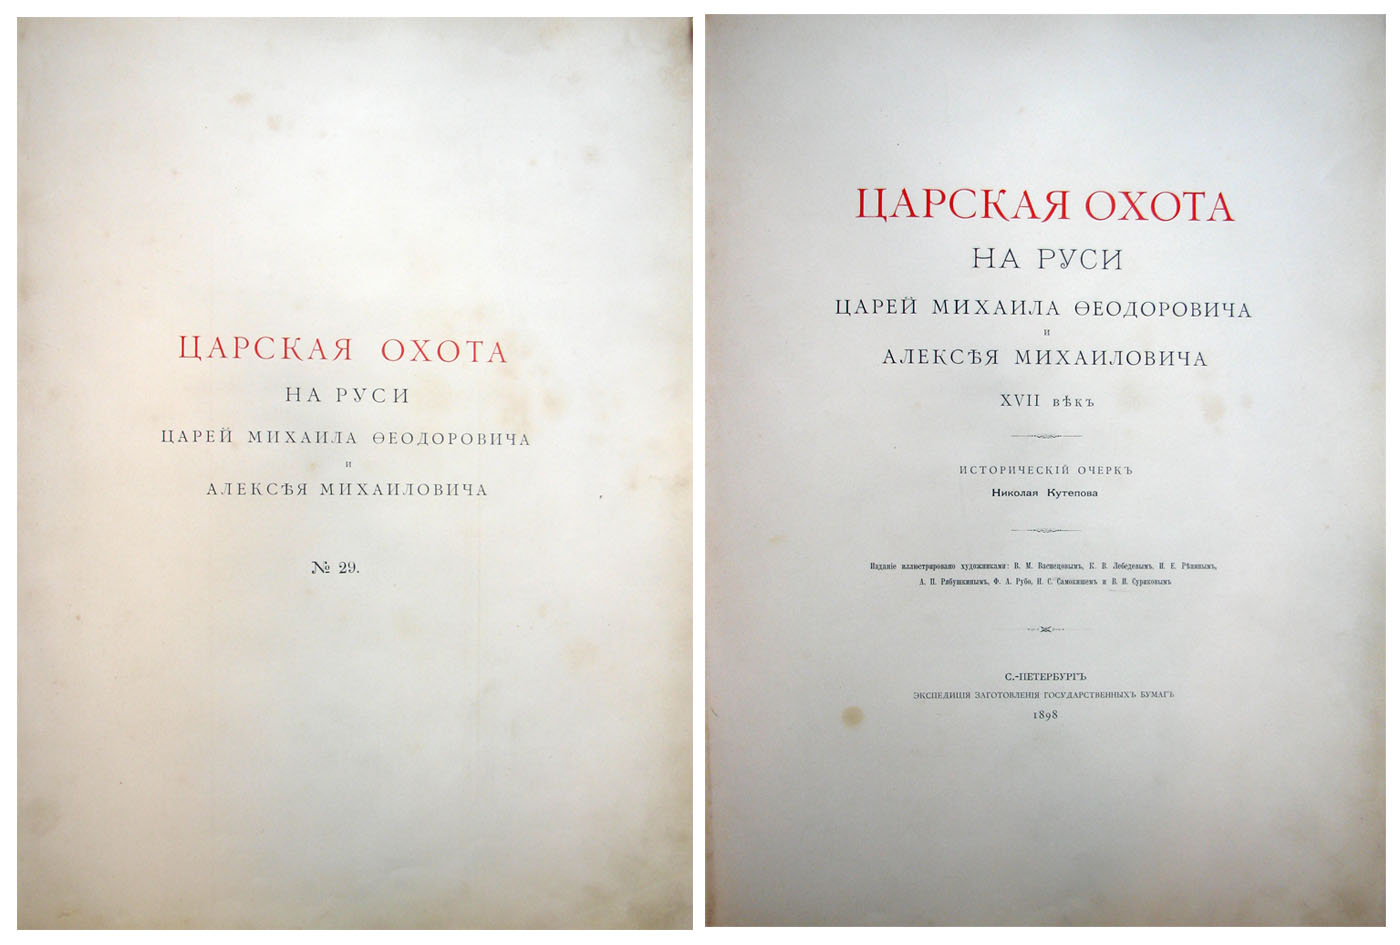 ЦАРСКАЯ ОХОТА
НА РУСИ
ЦАРЕЙ МИХАИЛА ѲЕОДОРОВИЧА
И
АЛЕКСѢЯ МИХАИЛОВИЧА
№ 29.
ЦАРСКАЯ ОХОТА
НА РУСИ
ЦАРЕЙ МИХАИЛА ѲЕОДОРОВИЧА
И
АЛЕКСѢЯ МИХАИЛОВИЧА
XVII вѣкъ
ИСТОРИЧЕСКІЙ ОЧЕРКЪ
Николая Кутепова
Изданіе иллюстрировано художниками: В. М. Васнецовымъ, К. В. Лебедевымъ, И. Е. Рѣпинымъ,
А. П. Рябушкинымъ, Ф. А. Рубо, Н. С. Самокишемъ и В. И. Суриковымъ
С.-ПЕТЕРБУРГЪ
ЭКСПЕДИЦІЯ ЗАГОТОВЛЕНІЯ ГОСУДАРСТВЕННЫХЪ БУМАГЪ
1898